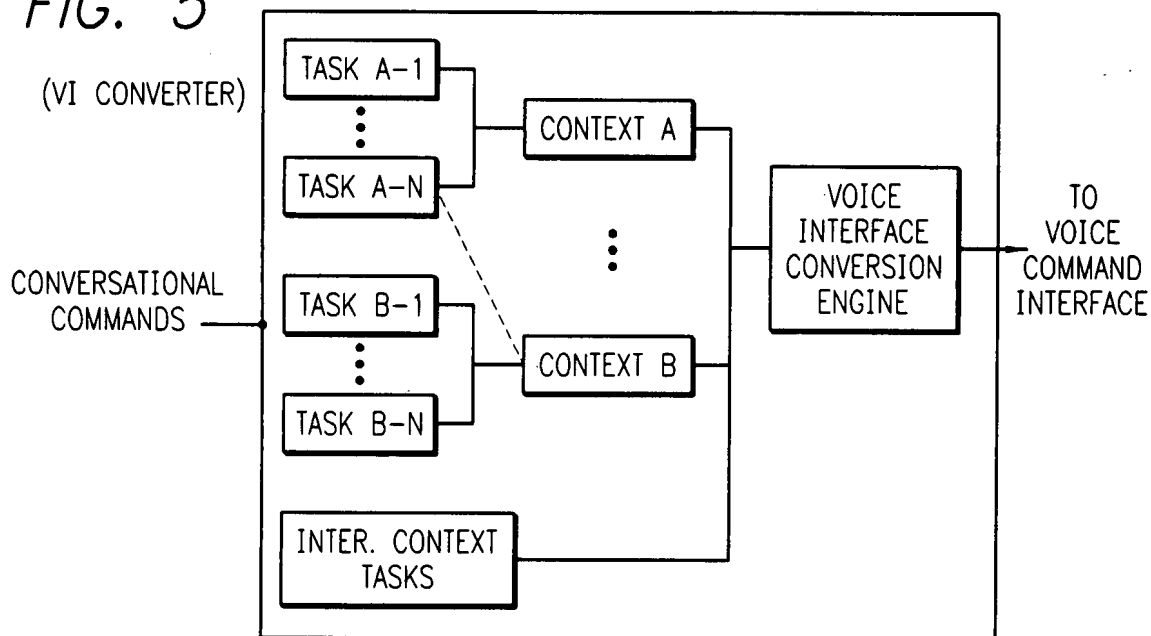 FIG. 5
(VI CONVERTER)
TASK A-1
TASK A-N
CONTEXT A
CONVERSATIONAL
COMMANDS
TASK B-1
TASK B-N
CONTEXT B
INTER. CONTEXT
TASKS
VOICE
INTERFACE
CONVERSION
ENGINE
TO
VOICE
COMMAND
INTERFACE